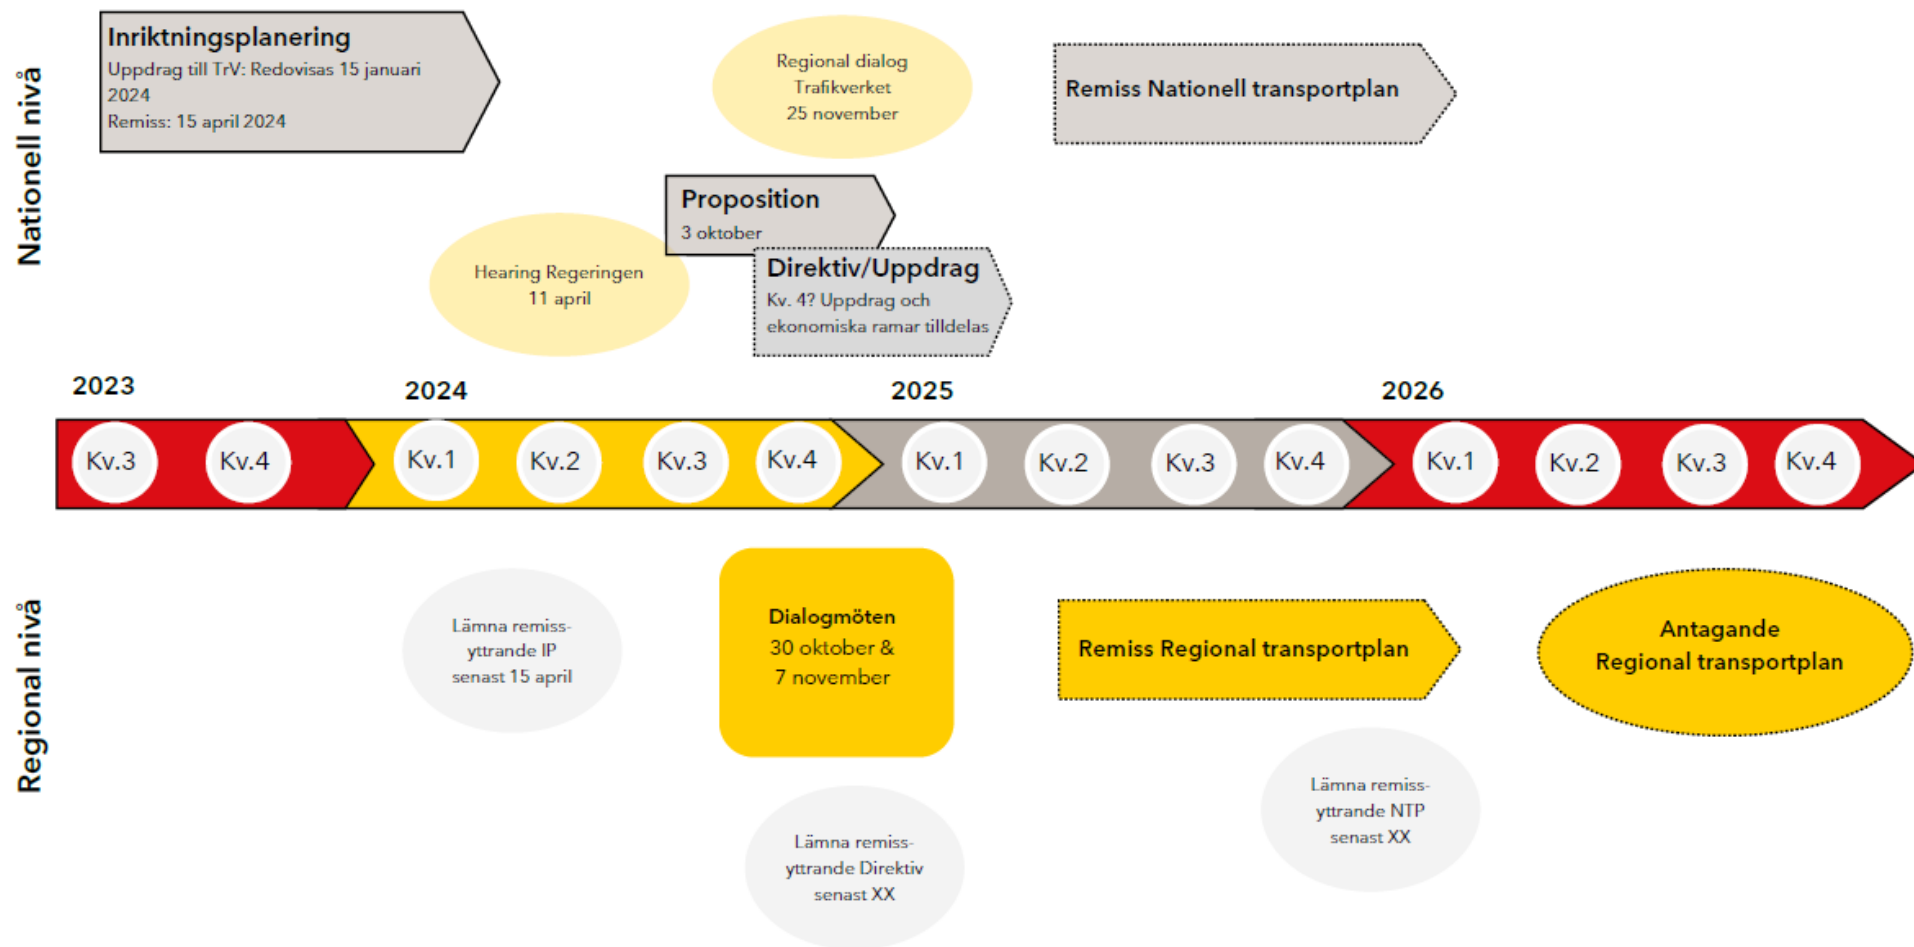 Nationell nivå
Inriktningsplanering
Uppdrag till TrV: Redovisas 15 januari
2024
Remiss: 15 april 2024
Regional dialog
Trafikverket
25 november
Remiss Nationell transportplan
Proposition
3 oktober
Hearing Regeringen
11 april
Direktiv/Uppdrag
Kv. 4? Uppdrag och
ekonomiska ramar tilldelas
2023
2024
2025
2026
Kv.3
Kv.4
Kv.1
Kv.2
Kv.3
Kv.4
Kv.1
Kv.2
Kv.3
Kv.4
Kv.1
Kv.2
Kv.3
Kv.4
Regional nivå
Lämna remiss-
yttrande IP
senast 15 april
Dialogmöten
30 oktober &
7 november
Remiss Regional transportplan
Antagande
Regional transportplan
Lämna remiss-
yttrande Direktiv
senast XX
Lämna remiss-
yttrande NTP
senast XX